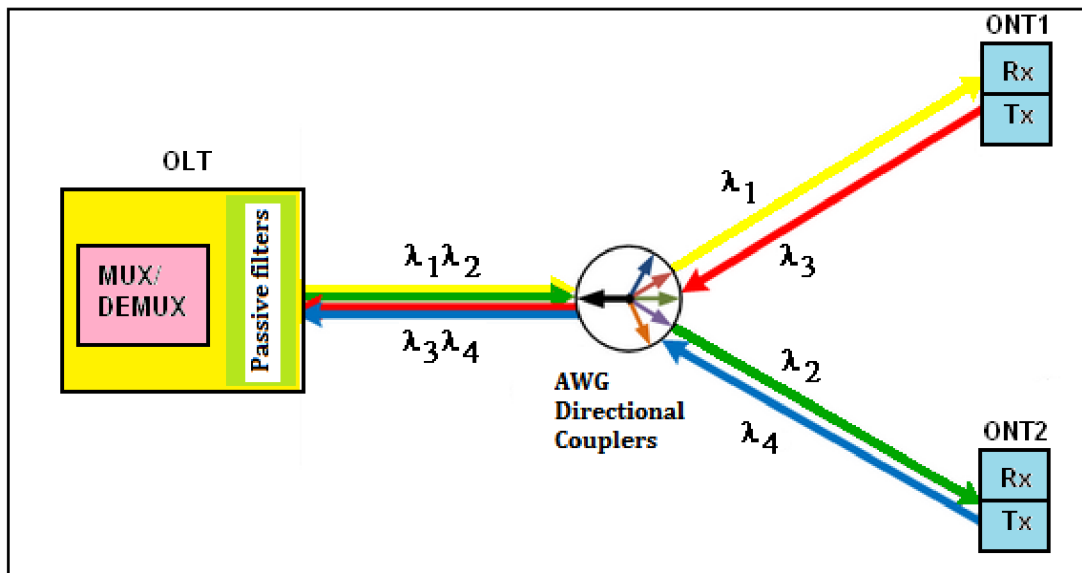 ONT1
Rx
Tx
OLT
MUX/
DEMUX
Passive filters
λ1λ2
λ3λ4
λ1
λ3
AWG
Directional
Couplers
λ2
λ4
ONT2
Rx
Tx